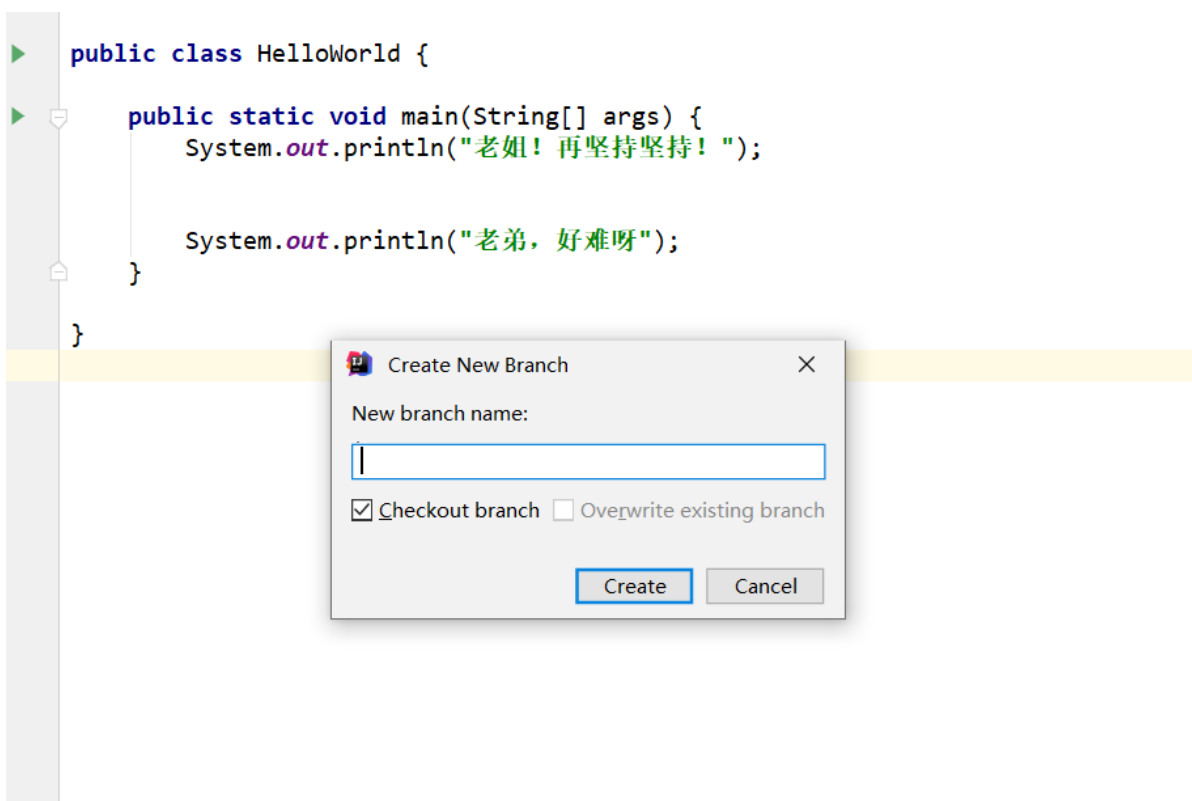 public class HelloWorld {
public static void main(String[] args) {
System.out.println("老姐！再坚持坚持！");
System.out.println("老弟，好难呀");
}
}
Create New Branch
New branch name:
Checkout branch Overwrite existing branch
Create Cancel